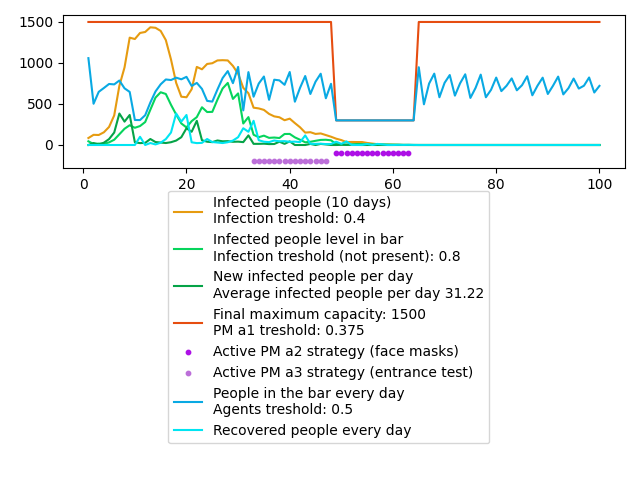 1500
1000
500
0
0
20
40
60
80
100
Infected people (10 days)
Infection treshold: 0.4
Infected people level in bar
Infection treshold (not present): 0.8
New infected people per day
Average infected people per day 31.22
Final maximum capacity: 1500
PM a1 treshold: 0.375
Active PM a2 strategy (face masks)
Active PM a3 strategy (entrance test)
People in the bar every day
Agents treshold: 0.5
Recovered people every day